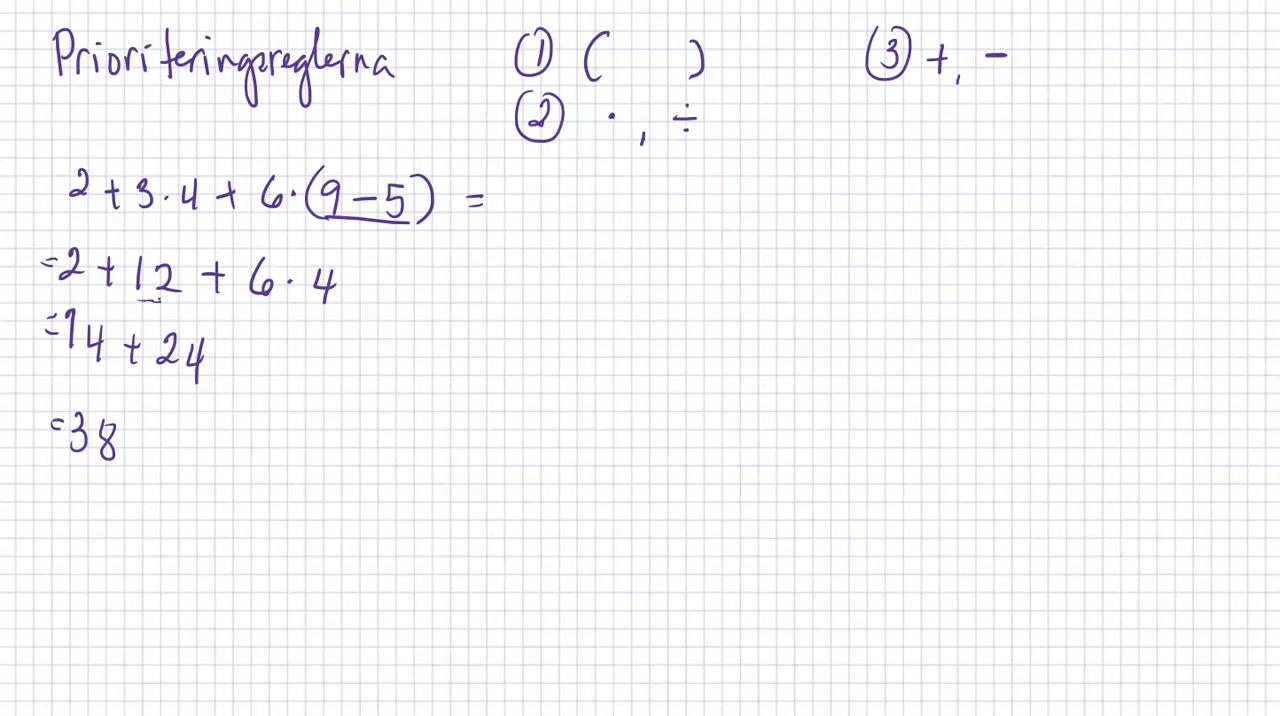 Prioriteringsreglerna ① ( ) ③ +, -
② · , ÷
2 + 3 · 4 + 6 · (9 - 5) =
= 2 + 12 + 6 · 4
= 14 + 24
= 38